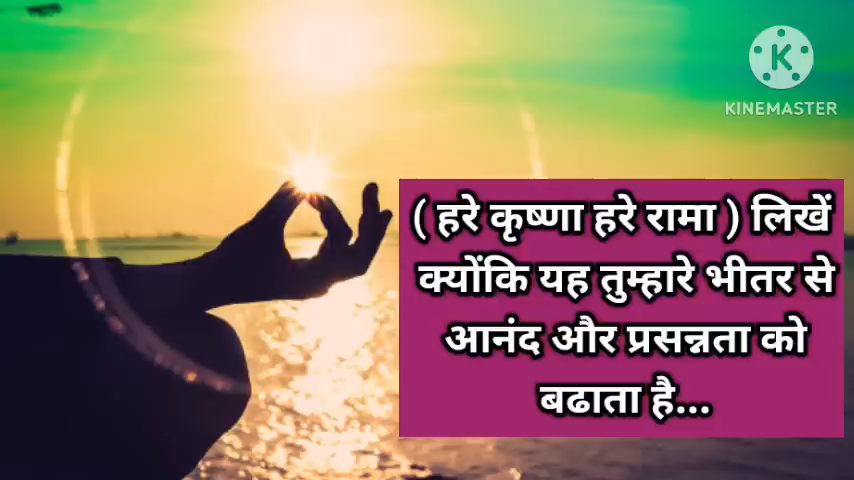 KINEMASTER
( हरे कृष्णा हरे रामा ) लिखें
क्योंकि यह तुम्हारे भीतर से
आनंद और प्रसन्नता को
बढाता है...